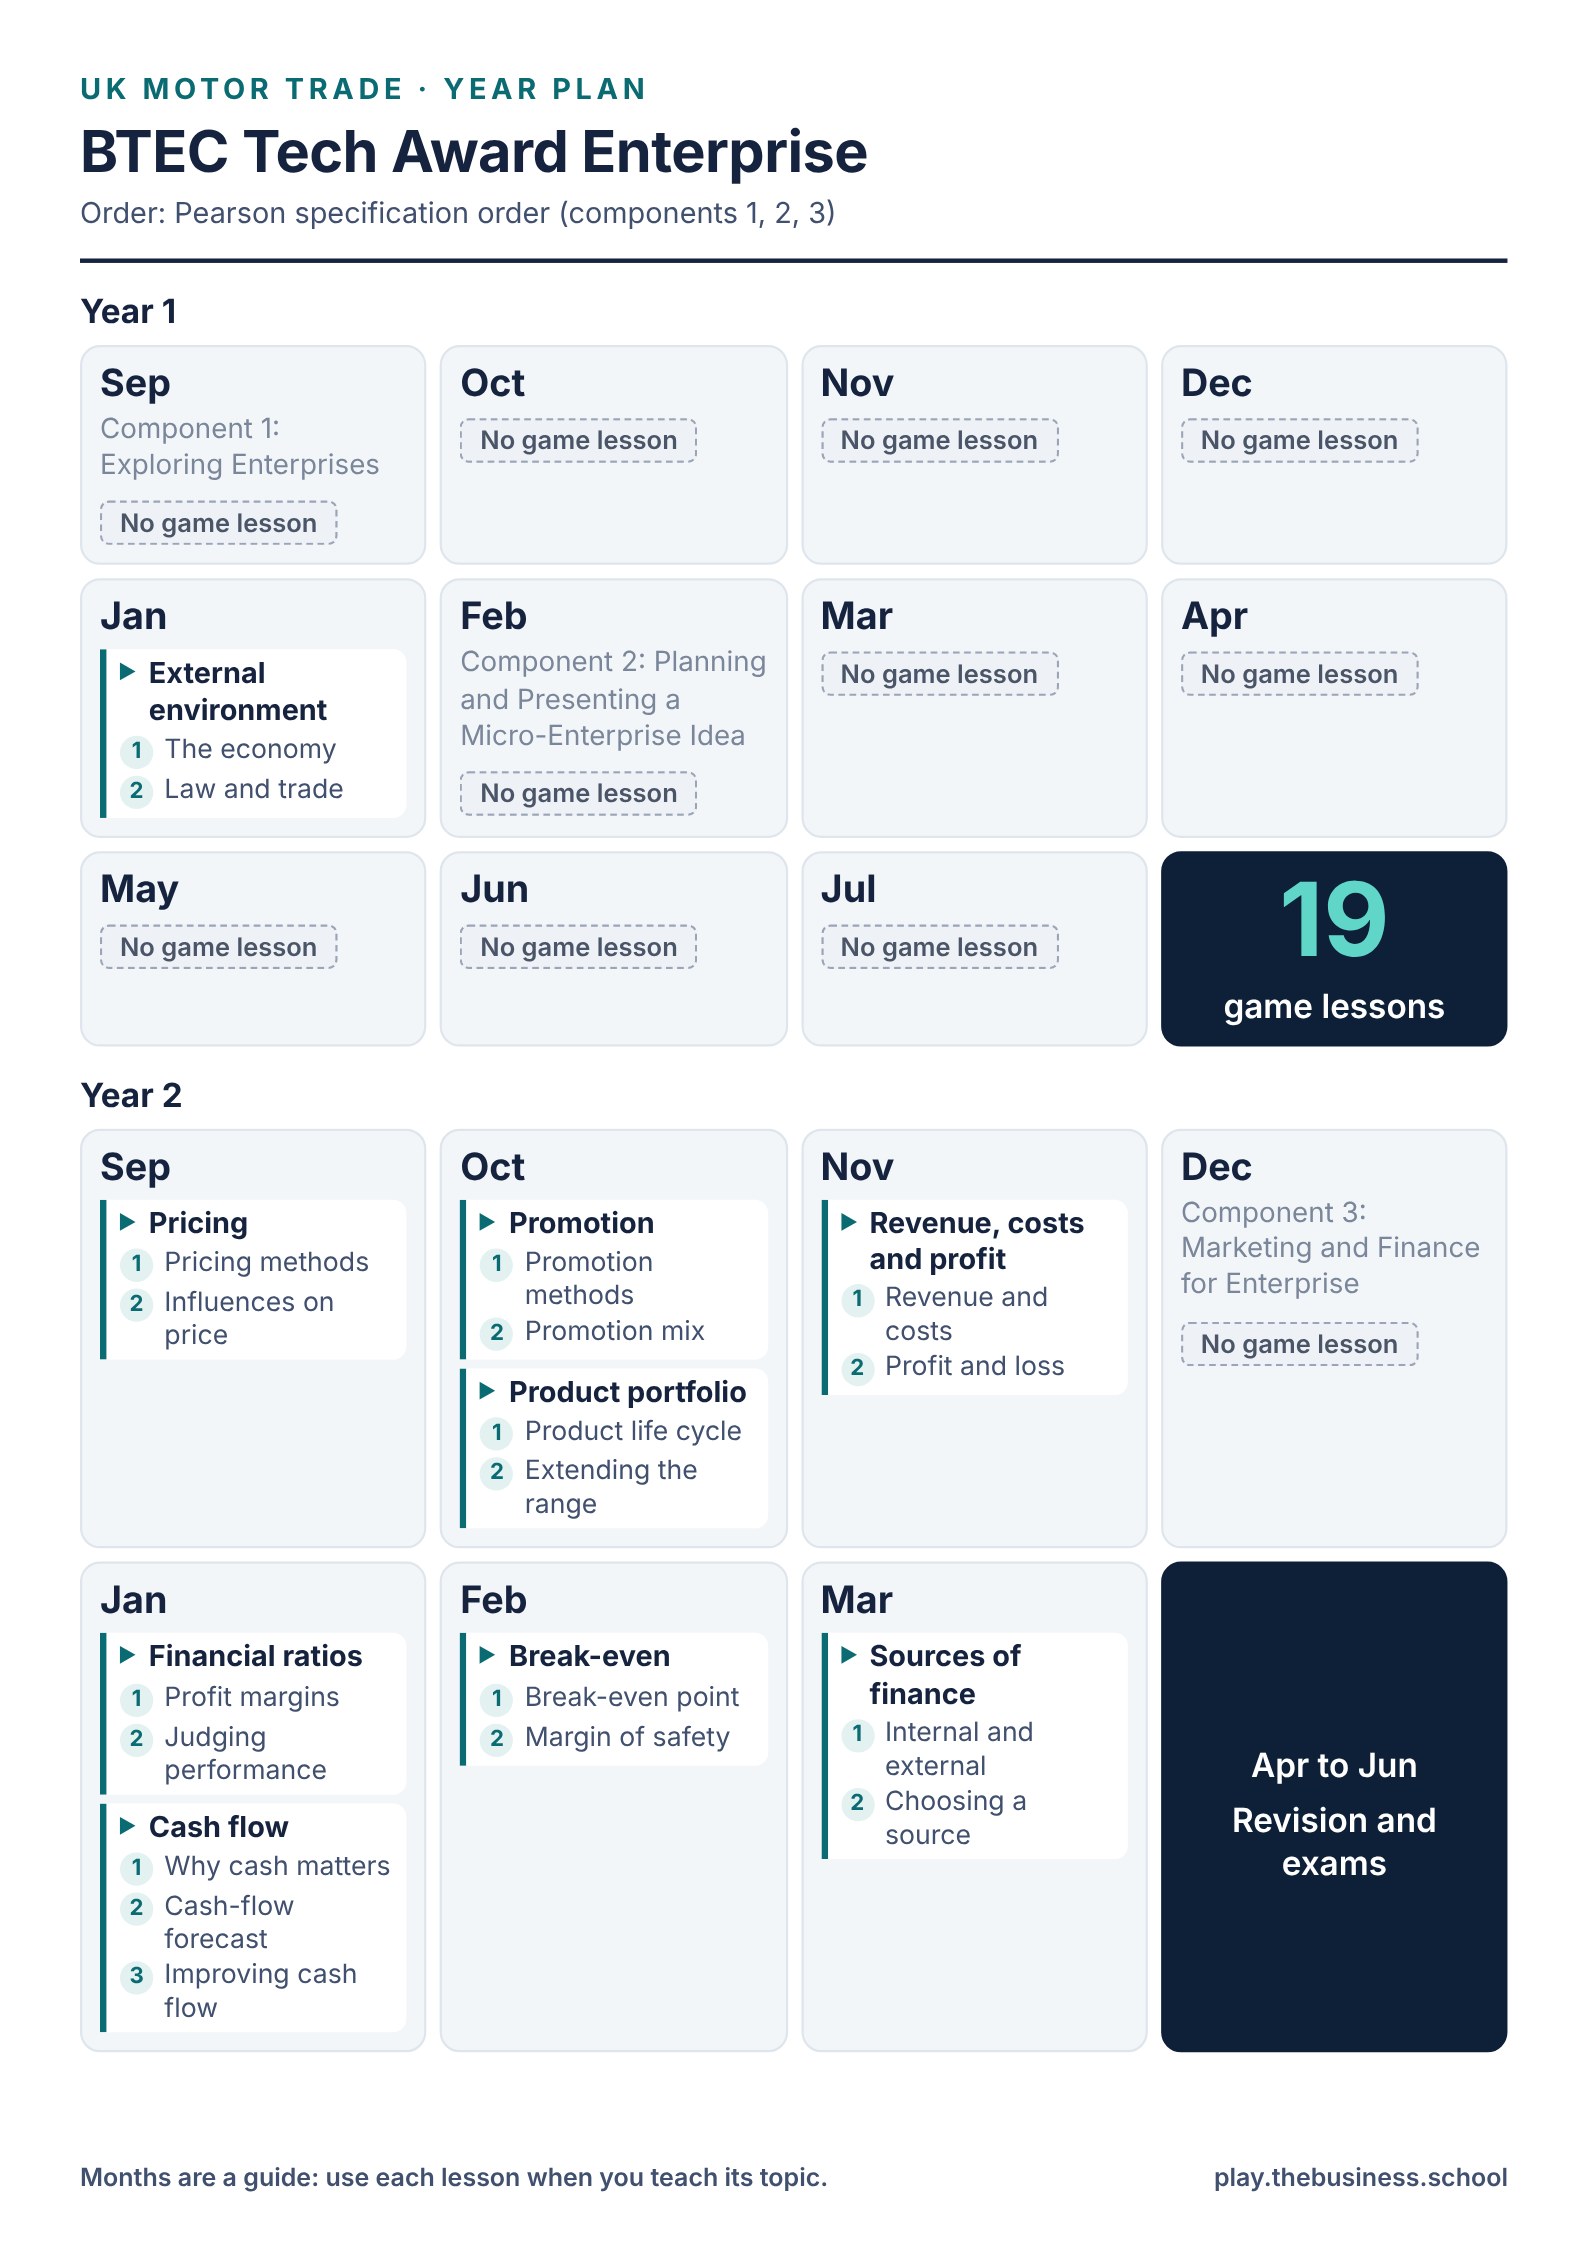 UK MOTOR TRADE · YEAR PLAN
BTEC Tech Award Enterprise
Order: Pearson specification order (components 1, 2, 3)
Year 1
Sep
Component 1:
Exploring Enterprises
No game lesson
Oct
No game lesson
Nov
No game lesson
Dec
No game lesson
Jan
External
environment
1 The economy
2 Law and trade
Feb
Component 2: Planning
and Presenting a
Micro-Enterprise Idea
No game lesson
Mar
No game lesson
Apr
No game lesson
May
No game lesson
Jun
No game lesson
Jul
No game lesson
19
game lessons
Year 2
Sep
Pricing
1 Pricing methods
2 Influences on
price
Oct
Promotion
1 Promotion
methods
2 Promotion mix
Product portfolio
1 Product life cycle
2 Extending the
range
Nov
Revenue, costs
and profit
1 Revenue and
costs
2 Profit and loss
Dec
Component 3:
Marketing and Finance
for Enterprise
No game lesson
Jan
Financial ratios
1 Profit margins
2 Judging
performance
Cash flow
1 Why cash matters
2 Cash-flow
forecast
3 Improving cash
flow
Feb
Break-even
1 Break-even point
2 Margin of safety
Mar
Sources of
finance
1 Internal and
external
2 Choosing a
source
Apr to Jun
Revision and
exams
Months are a guide: use each lesson when you teach its topic.
play.thebusiness.school